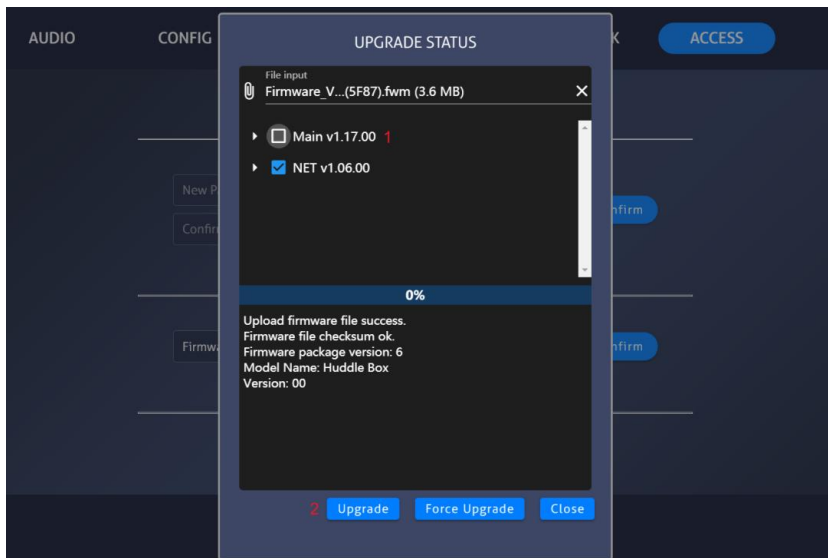 AUDIO CONFIG K ACCESS
UPGRADE STATUS
File input
Firmware_V...(5F87).fwm (3.6 MB)
Main v1.17.00 1
NET v1.06.00
New P
Confir
nfirm
0%
Upload firmware file success.
Firmware file checksum ok.
Firmware package version: 6
Model Name: Huddle Box
Version: 00
Firmwa
nfirm
2 Upgrade Force Upgrade Close